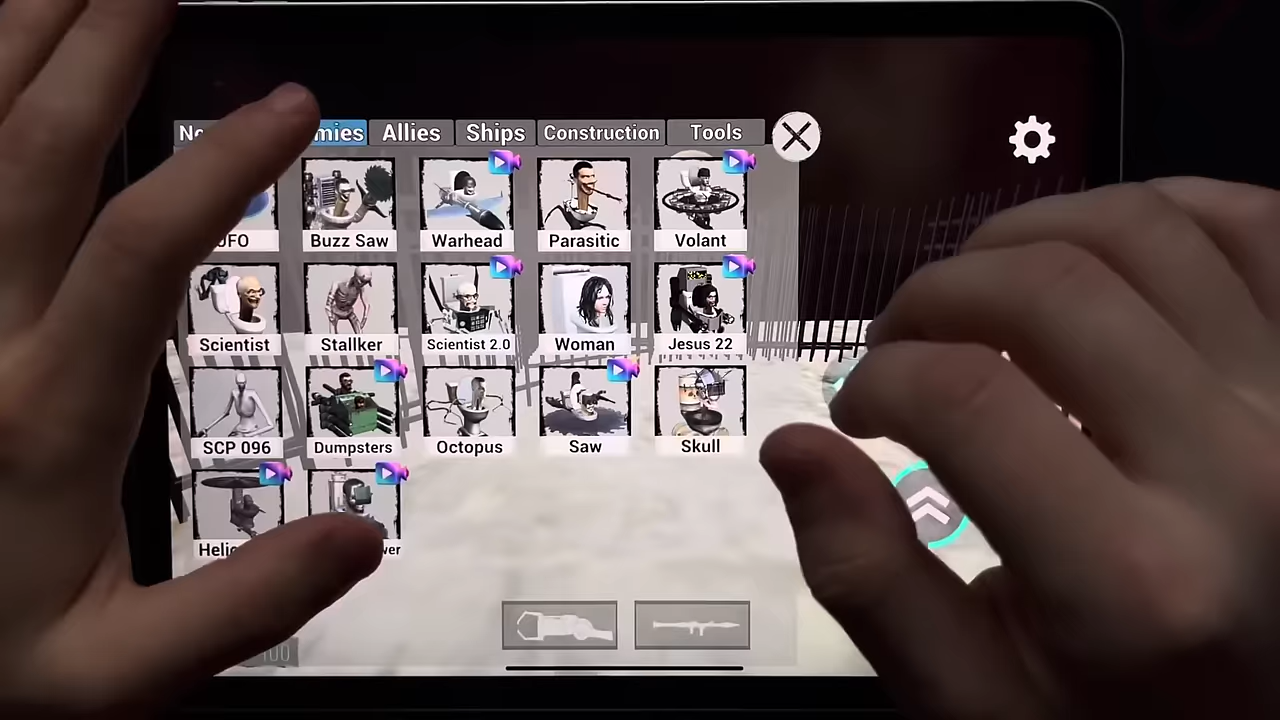 Allies Ships Construction Tools
UFO Buzz Saw Warhead Parasitic Volant
Scientist Stallker Scientist 2.0 Woman Jesus 22
SCP 096 Dumpsters Octopus Saw Skull